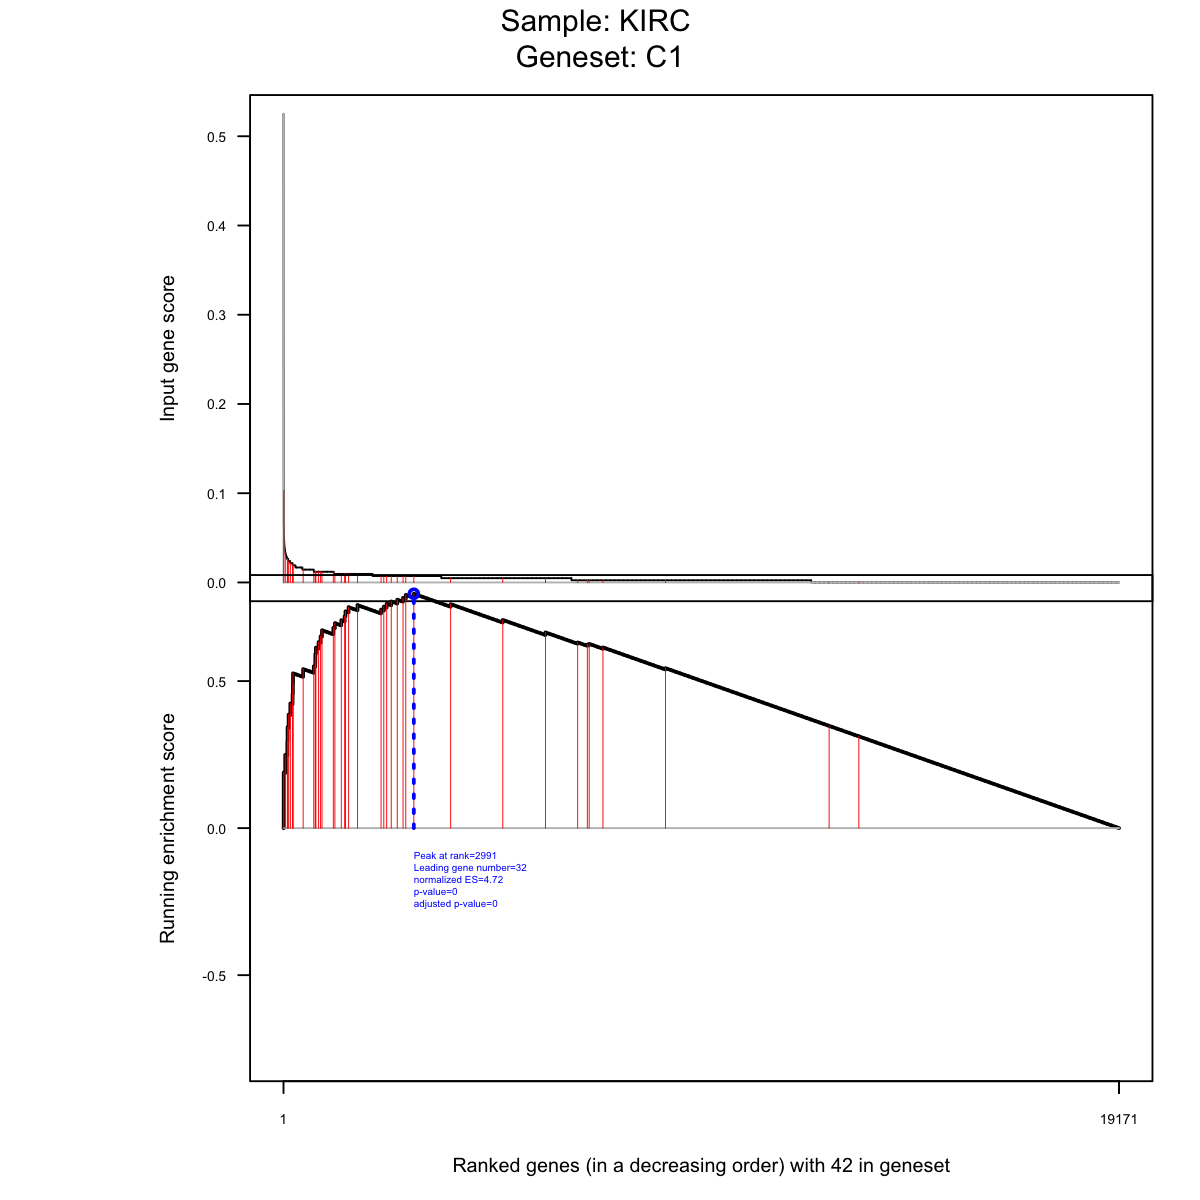 Sample: KIRC
Geneset: C1
Input gene score
0.5
0.4
0.3
0.2
0.1
0.0
Running enrichment score
0.5
0.0
-0.5
Peak at rank=2991
Leading gene number=32
normalized ES=4.72
p-value=0
adjusted p-value=0
1
19171
Ranked genes (in a decreasing order) with 42 in geneset